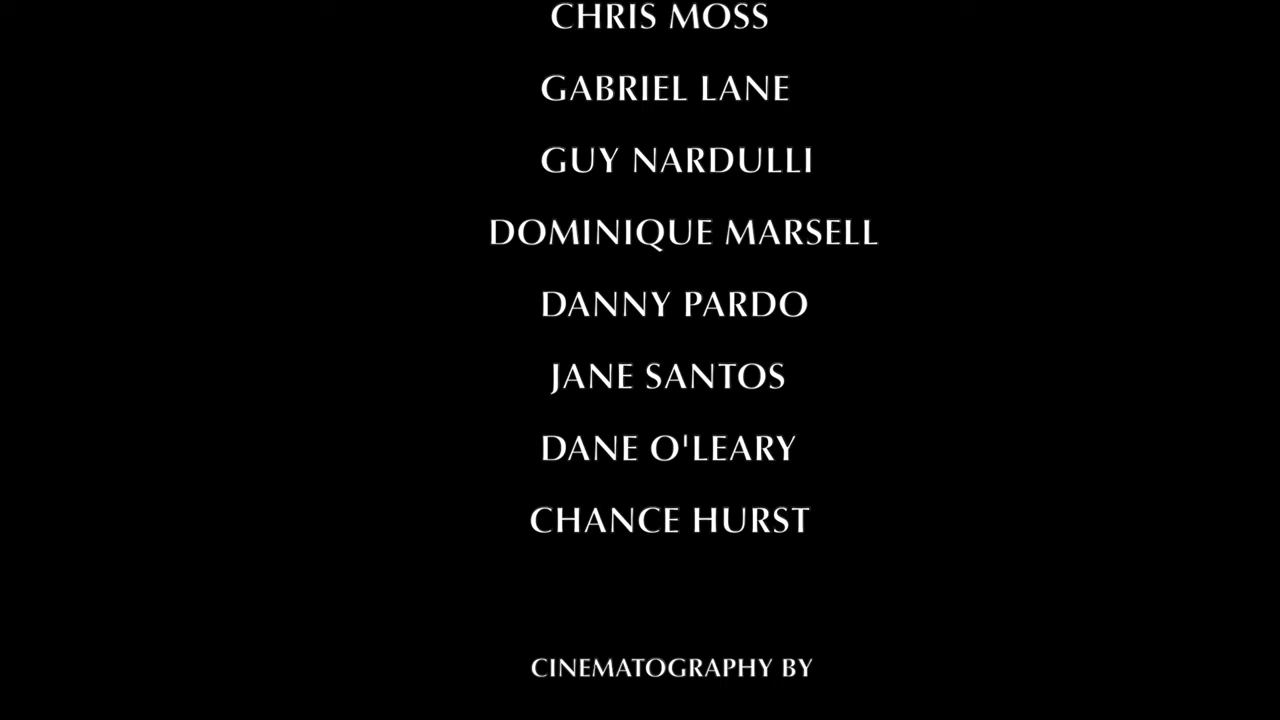 CHRIS MOSS
GABRIEL LANE
GUY NARDULLI
DOMINIQUE MARSELL
DANNY PARDO
JANE SANTOS
DANE O'LEARY
CHANCE HURST
CINEMATOGRAPHY BY